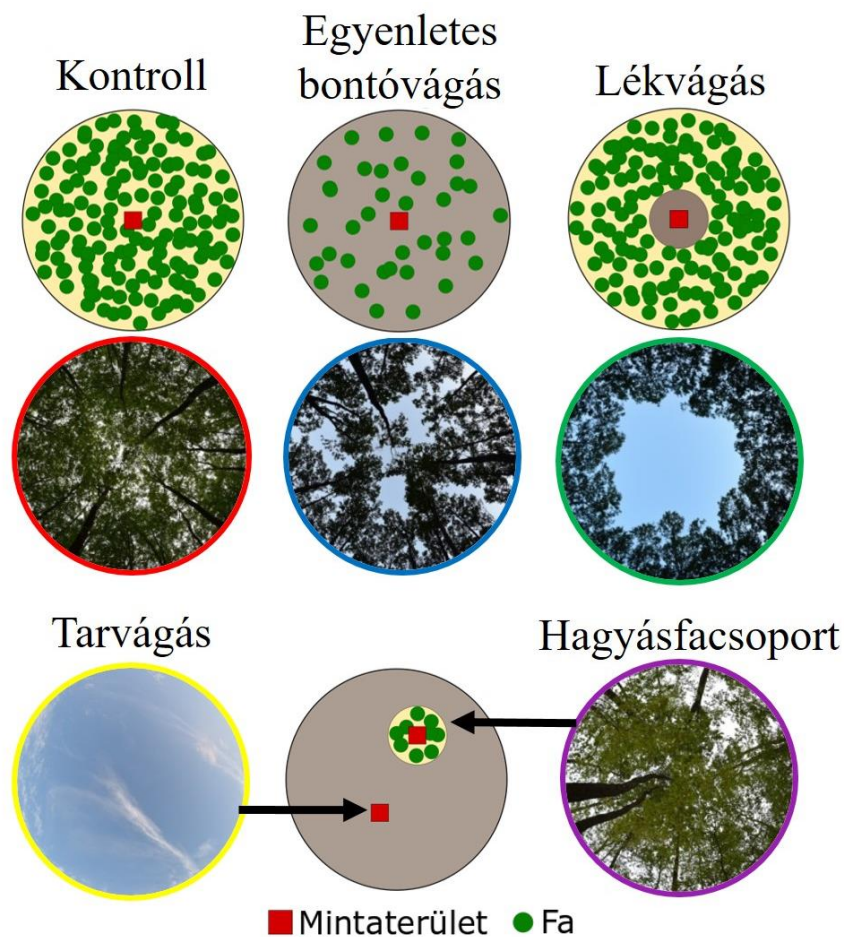 Kontroll
Egyenletes
bontóvágás
Lékvágás
Tarvágás
Hagyásfacsoport
Mintaterület
Fa